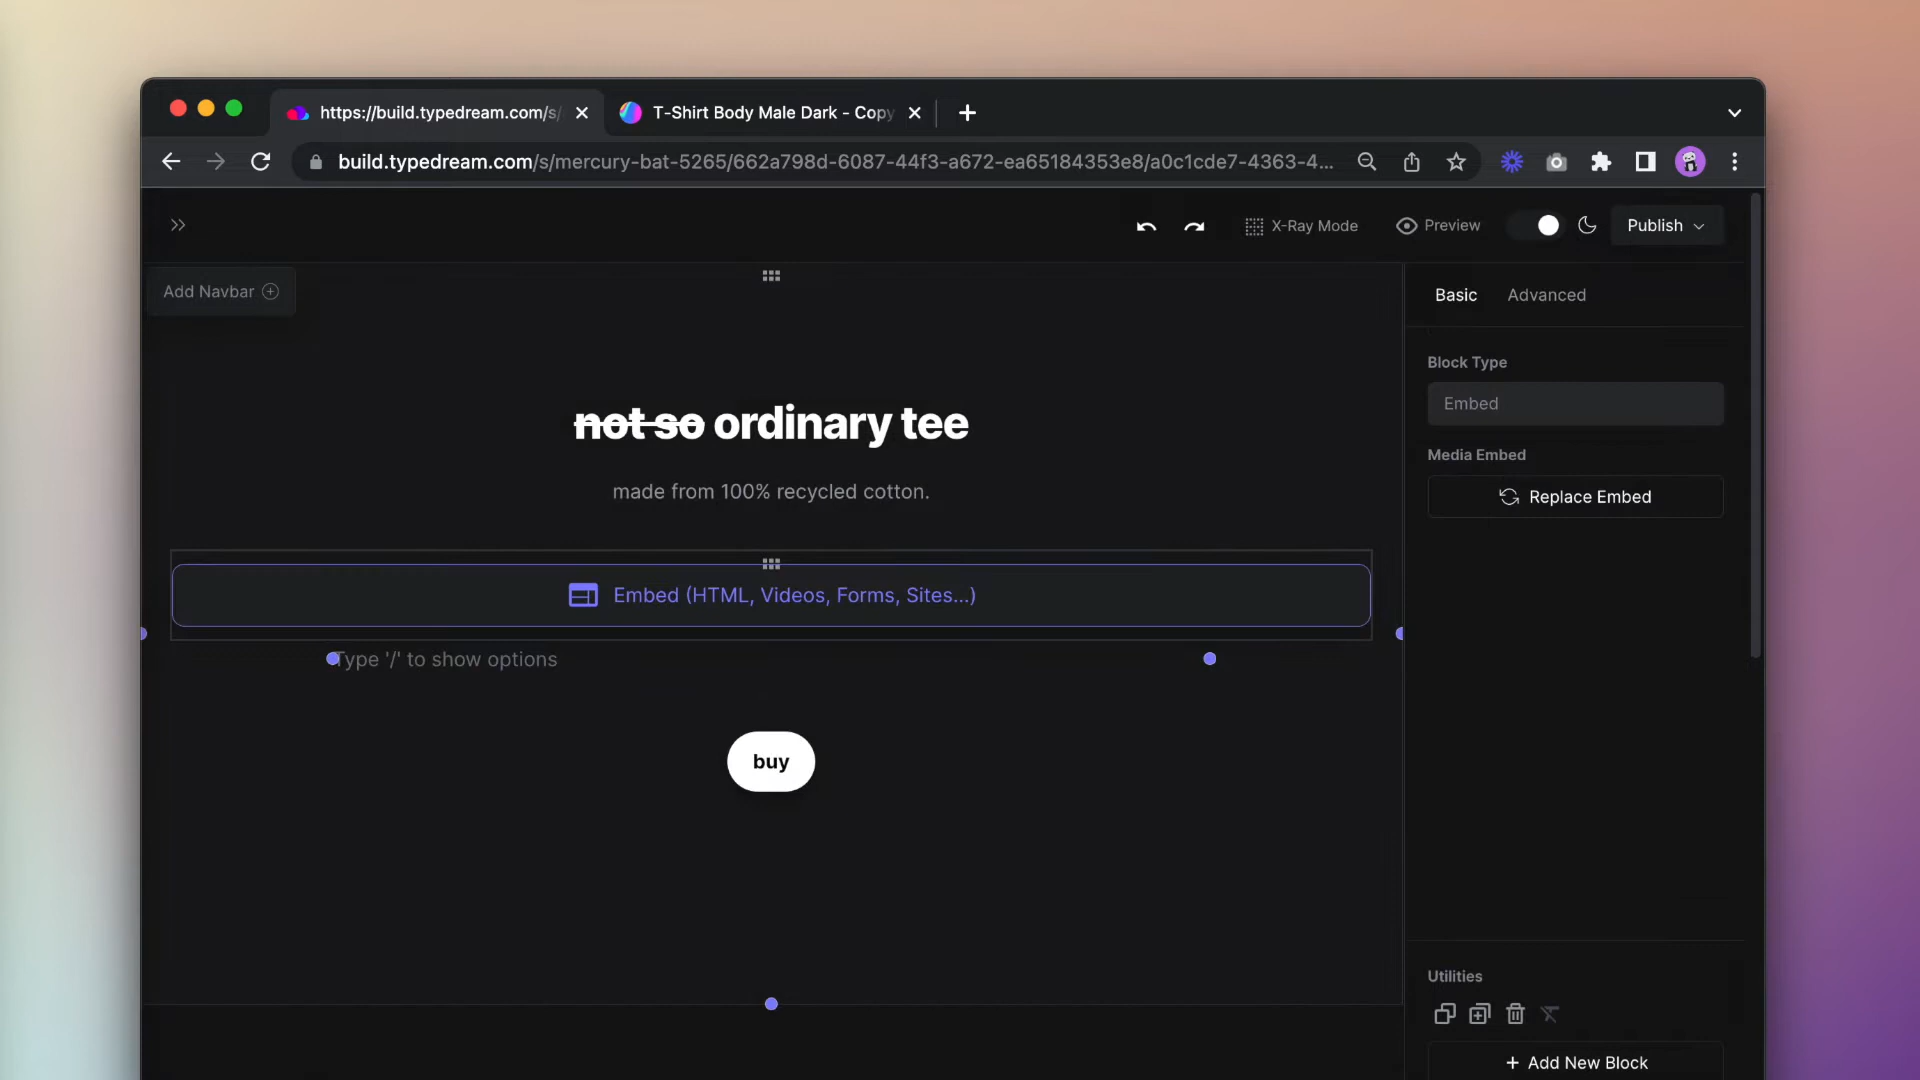 https://build.typedream.com/s/
T-Shirt Body Male Dark - Copy
build.typedream.com/s/mercury-bat-5265/662a798d-6087-44f3-a672-ea65184353e8/a0c1cde7-4363-4...
X-Ray Mode
Preview
Publish
Add Navbar
Basic
Advanced
not so ordinary tee
made from 100% recycled cotton.
Block Type
Embed
Media Embed
Replace Embed
Embed (HTML, Videos, Forms, Sites...)
Type '/' to show options
buy
Utilities
+ Add New Block